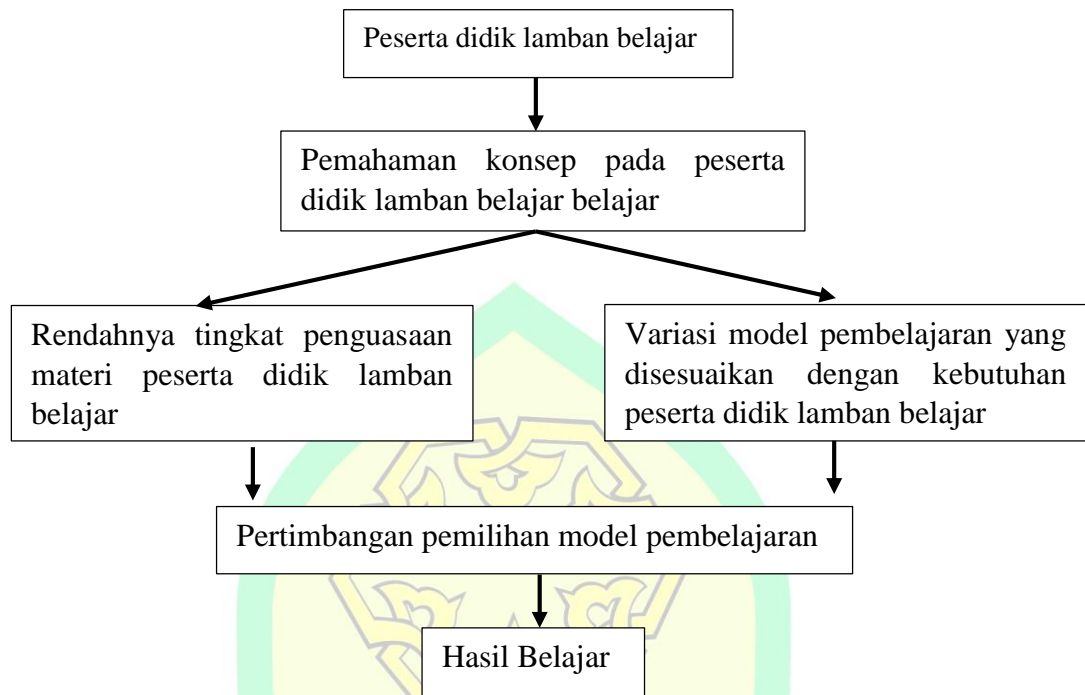 Peserta didik lamban belajar
Pemahaman konsep pada peserta
didik lamban belajar belajar
Rendahnya tingkat penguasaan
materi peserta didik lamban
belajar
Variasi model pembelajaran yang
disesuaikan dengan kebutuhan
peserta didik lamban belajar
Pertimbangan pemilihan model pembelajaran
Hasil Belajar